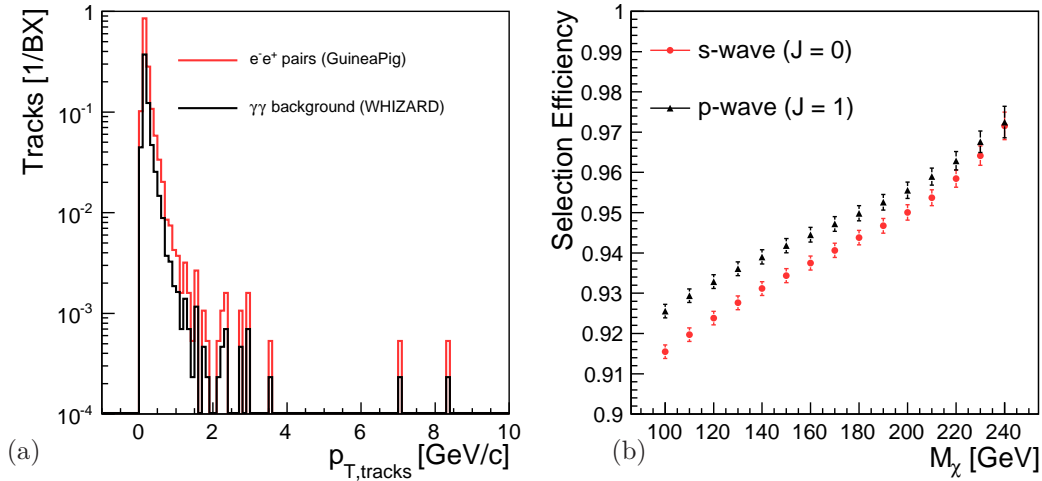 Tracks [1/BX]
1
10⁻¹
10⁻²
10⁻³
10⁻⁴
e⁻e⁺ pairs (GuineaPig)
γγ background (WHIZARD)
0 2 4 6 8 10
p_T,tracks [GeV/c]
(a)
Selection Efficiency
1
0.99
0.98
0.97
0.96
0.95
0.94
0.93
0.92
0.91
0.9
s-wave (J = 0)
p-wave (J = 1)
100 120 140 160 180 200 220 240
M_χ [GeV]
(b)